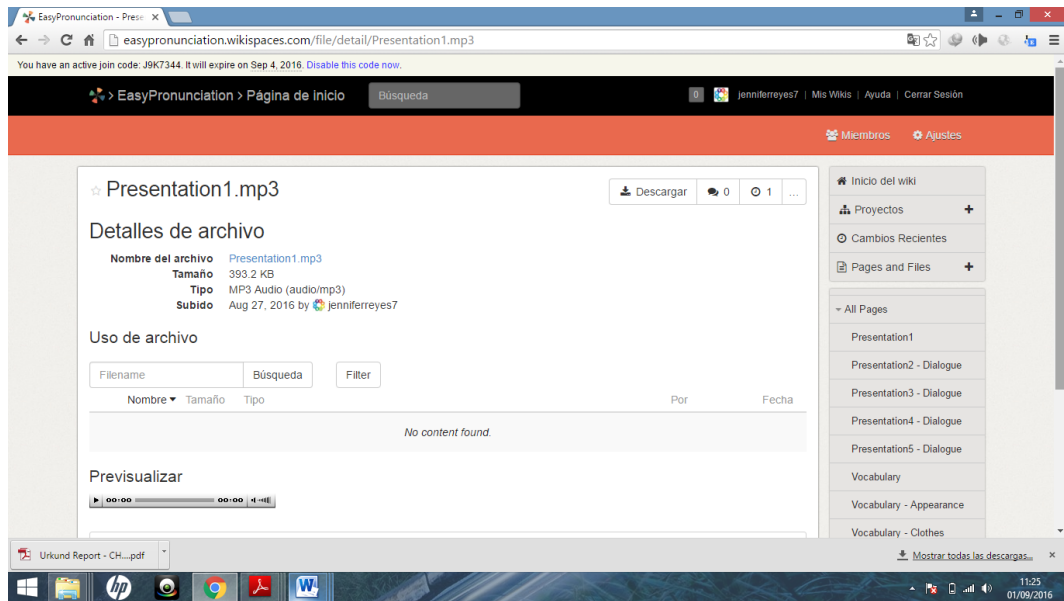 EasyPronunciation - Prese
easypronunciation.wikispaces.com/file/detail/Presentation1.mp3
You have an active join code: J9K7344. It will expire on Sep 4, 2016. Disable this code now.
> EasyPronunciation > Página de inicio Búsqueda 0 jenniferreyes7 | Mis Wikis | Ayuda | Cerrar Sesión
Miembros Ajustes
Presentation1.mp3
Descargar 0 1 ...
Detalles de archivo
Nombre del archivo Presentation1.mp3
Tamaño 393.2 KB
Tipo MP3 Audio (audio/mp3)
Subido Aug 27, 2016 by jenniferreyes7
Uso de archivo
Filename Búsqueda Filter
Nombre Tamaño Tipo Por Fecha
No content found.
Previsualizar
00:00 00:00
Inicio del wiki
Proyectos
Cambios Recientes
Pages and Files
All Pages
Presentation1
Presentation2 - Dialogue
Presentation3 - Dialogue
Presentation4 - Dialogue
Presentation5 - Dialogue
Vocabulary
Vocabulary - Appearance
Vocabulary - Clothes
Urkund Report - CH....pdf
Mostrar todas las descargas...
11:25
01/09/2016